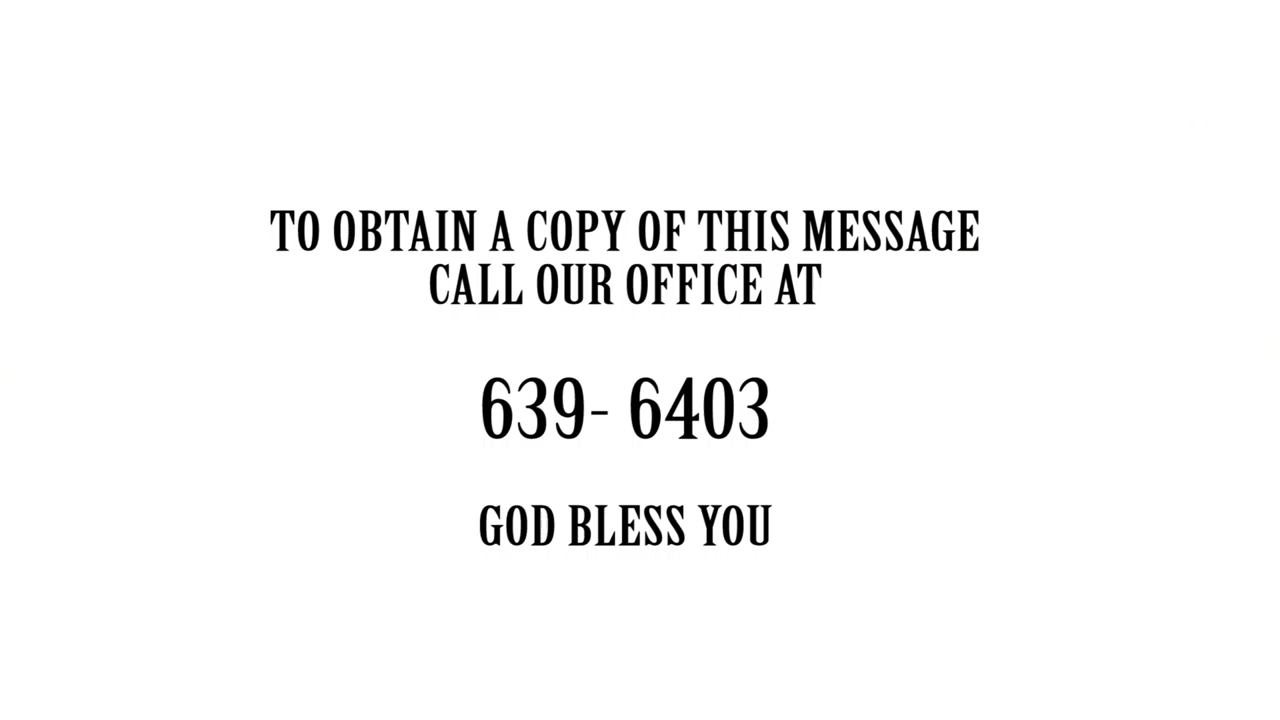 TO OBTAIN A COPY OF THIS MESSAGE
CALL OUR OFFICE AT
639- 6403
GOD BLESS YOU